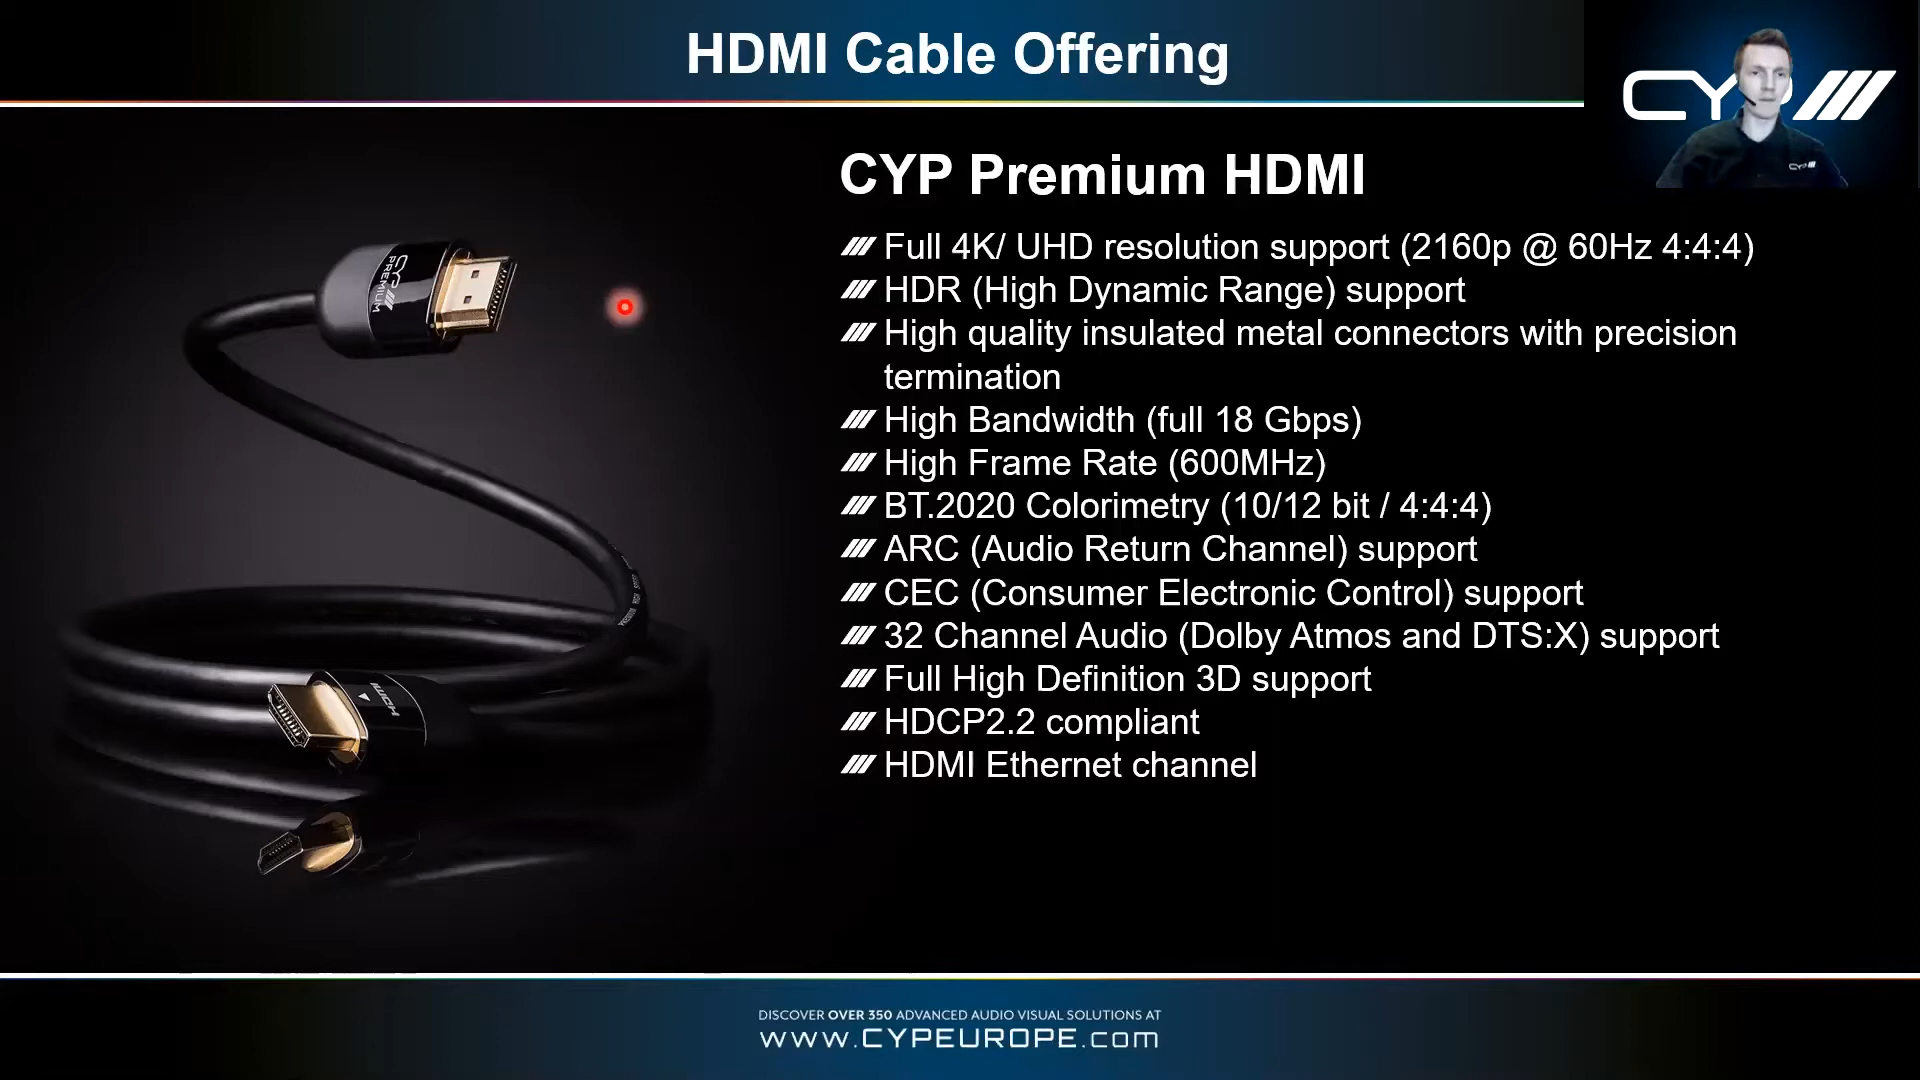 HDMI Cable Offering
CYP
CYP
CYP Premium HDMI
Full 4K/ UHD resolution support (2160p @ 60Hz 4:4:4)
HDR (High Dynamic Range) support
High quality insulated metal connectors with precision
termination
High Bandwidth (full 18 Gbps)
High Frame Rate (600MHz)
BT.2020 Colorimetry (10/12 bit / 4:4:4)
ARC (Audio Return Channel) support
CEC (Consumer Electronic Control) support
32 Channel Audio (Dolby Atmos and DTS:X) support
Full High Definition 3D support
HDCP2.2 compliant
HDMI Ethernet channel
CYP
PREMIUM
HDMI
DISCOVER OVER 350 ADVANCED AUDIO VISUAL SOLUTIONS AT
WWW.CYPEUROPE.com